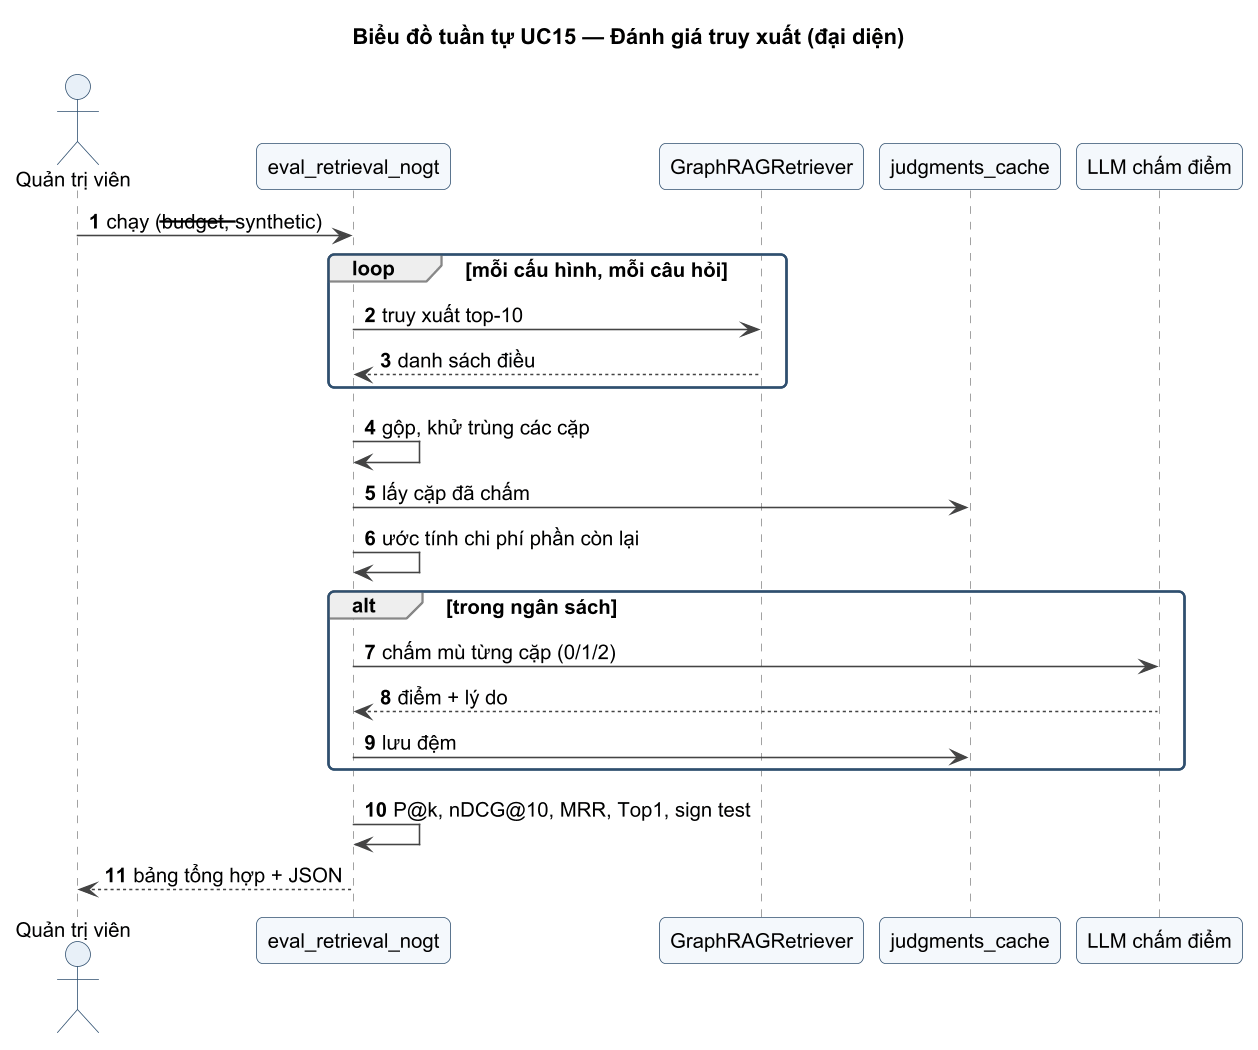 Biểu đồ tuần tự UC15 — Đánh giá truy xuất (đại diện)
Quản trị viên
eval_retrieval_nogt
GraphRAGRetriever
judgments_cache
LLM chấm điểm
1 chạy (budget, synthetic)
loop [mỗi cấu hình, mỗi câu hỏi]
2 truy xuất top-10
3 danh sách điều
4 gộp, khử trùng các cặp
5 lấy cặp đã chấm
6 ước tính chi phí phần còn lại
alt [trong ngân sách]
7 chấm mù từng cặp (0/1/2)
8 điểm + lý do
9 lưu đệm
10 P@k, nDCG@10, MRR, Top1, sign test
11 bảng tổng hợp + JSON
Quản trị viên
eval_retrieval_nogt
GraphRAGRetriever
judgments_cache
LLM chấm điểm